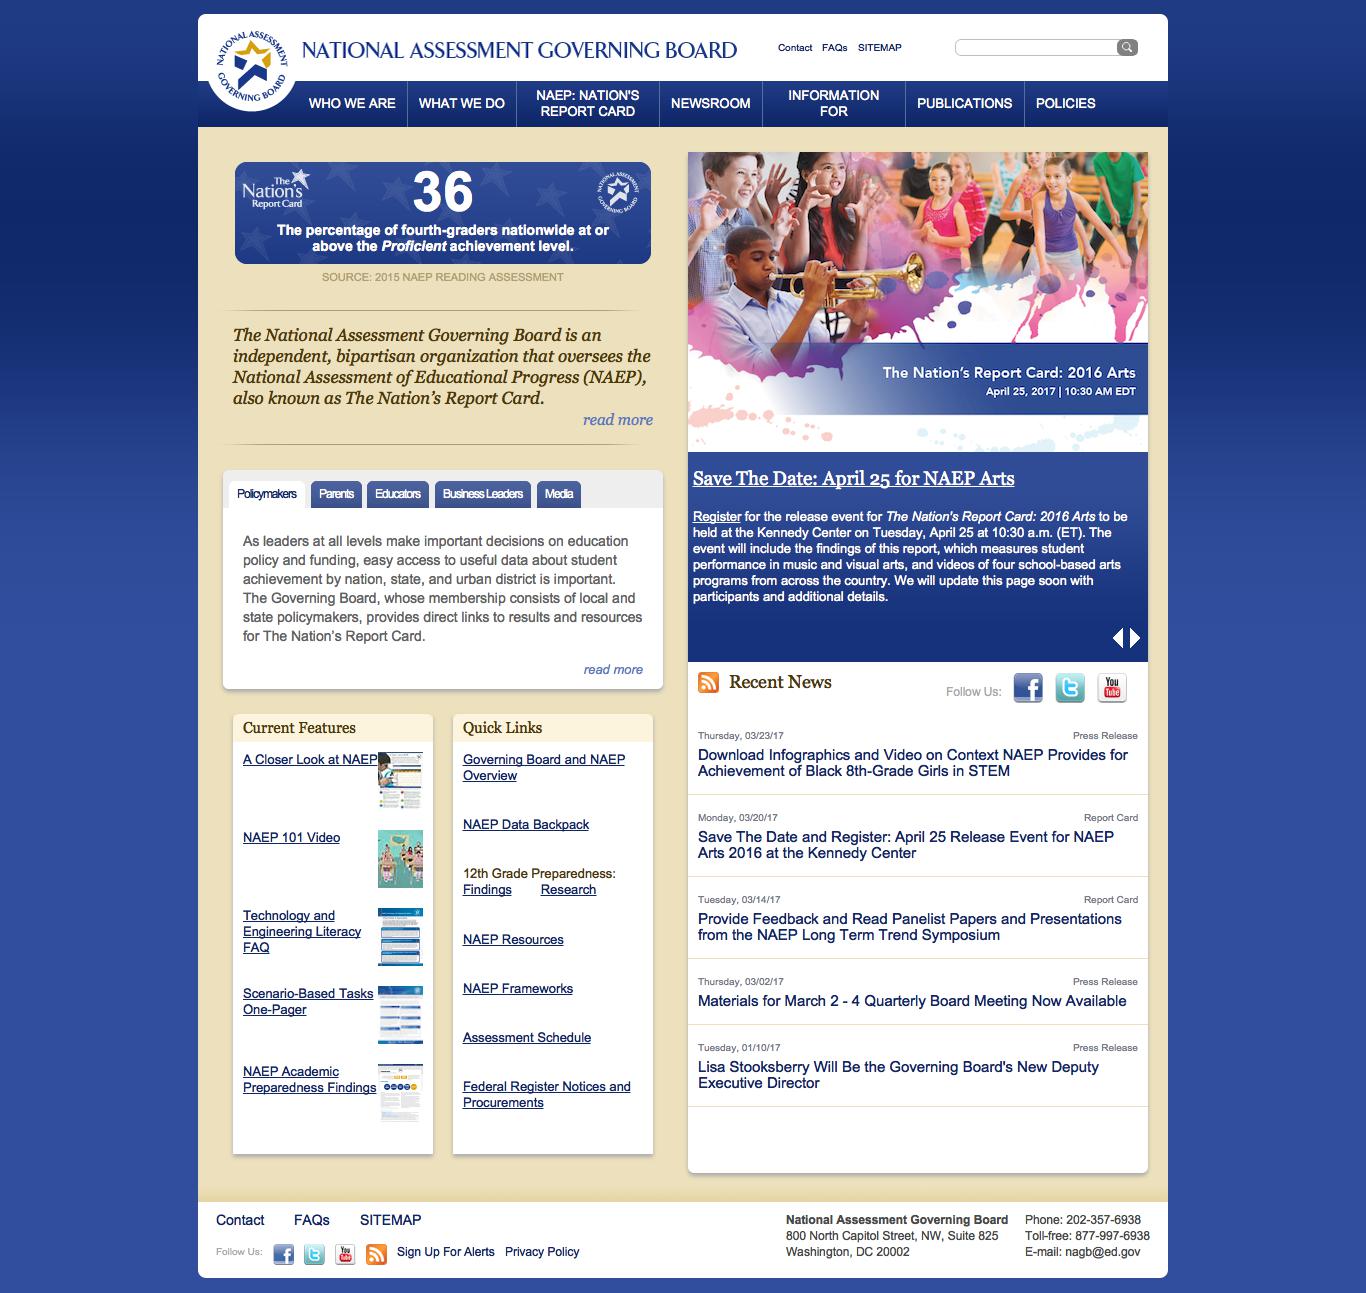 NATIONAL ASSESSMENT GOVERNING BOARD
NATIONAL ASSESSMENT GOVERNING BOARD
Contact FAQs SITEMAP
WHO WE ARE
WHAT WE DO
NAEP: NATION'S
REPORT CARD
NEWSROOM
INFORMATION
FOR
PUBLICATIONS
POLICIES
The
Nation's
Report Card
36
NATIONAL ASSESSMENT GOVERNING BOARD
The percentage of fourth-graders nationwide at or
above the Proficient achievement level.
SOURCE: 2015 NAEP READING ASSESSMENT
The National Assessment Governing Board is an
independent, bipartisan organization that oversees the
National Assessment of Educational Progress (NAEP),
also known as The Nation's Report Card.
read more
Policymakers
Parents
Educators
Business Leaders
Media
As leaders at all levels make important decisions on education
policy and funding, easy access to useful data about student
achievement by nation, state, and urban district is important.
The Governing Board, whose membership consists of local and
state policymakers, provides direct links to results and resources
for The Nation's Report Card.
read more
Current Features
A Closer Look at NAEP
NAEP 101 Video
Technology and
Engineering Literacy
FAQ
Scenario-Based Tasks
One-Pager
NAEP Academic
Preparedness Findings
Quick Links
Governing Board and NAEP
Overview
NAEP Data Backpack
12th Grade Preparedness:
Findings Research
NAEP Resources
NAEP Frameworks
Assessment Schedule
Federal Register Notices and
Procurements
The Nation's Report Card: 2016 Arts
April 25, 2017 | 10:30 AM EDT
Save The Date: April 25 for NAEP Arts
Register for the release event for The Nation's Report Card: 2016 Arts to be
held at the Kennedy Center on Tuesday, April 25 at 10:30 a.m. (ET). The
event will include the findings of this report, which measures student
performance in music and visual arts, and videos of four school-based arts
programs from across the country. We will update this page soon with
participants and additional details.
Recent News
Follow Us:
You
Tube
Thursday, 03/23/17 Press Release
Download Infographics and Video on Context NAEP Provides for
Achievement of Black 8th-Grade Girls in STEM
Monday, 03/20/17 Report Card
Save The Date and Register: April 25 Release Event for NAEP
Arts 2016 at the Kennedy Center
Tuesday, 03/14/17 Report Card
Provide Feedback and Read Panelist Papers and Presentations
from the NAEP Long Term Trend Symposium
Thursday, 03/02/17 Press Release
Materials for March 2 - 4 Quarterly Board Meeting Now Available
Tuesday, 01/10/17 Press Release
Lisa Stooksberry Will Be the Governing Board's New Deputy
Executive Director
Contact FAQs SITEMAP
Follow Us:
You
Tube
Sign Up For Alerts Privacy Policy
National Assessment Governing Board
800 North Capitol Street, NW, Suite 825
Washington, DC 20002
Phone: 202-357-6938
Toll-free: 877-997-6938
E-mail: nagb@ed.gov